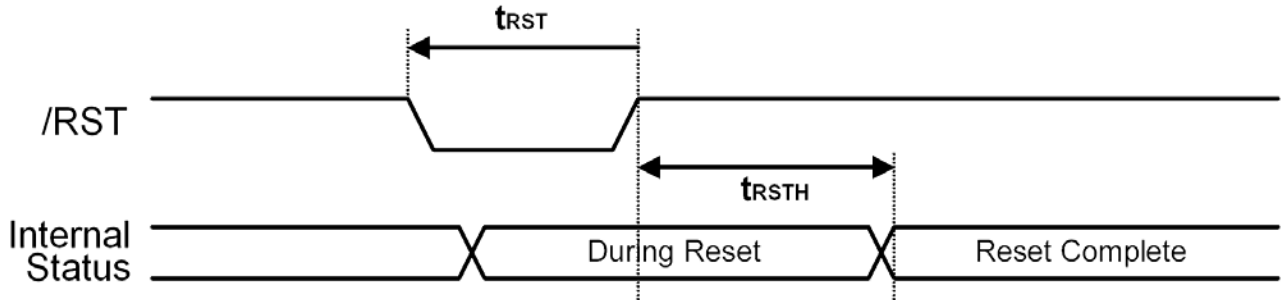 tRST
/RST
tRSTH
Internal
Status
During Reset
Reset Complete